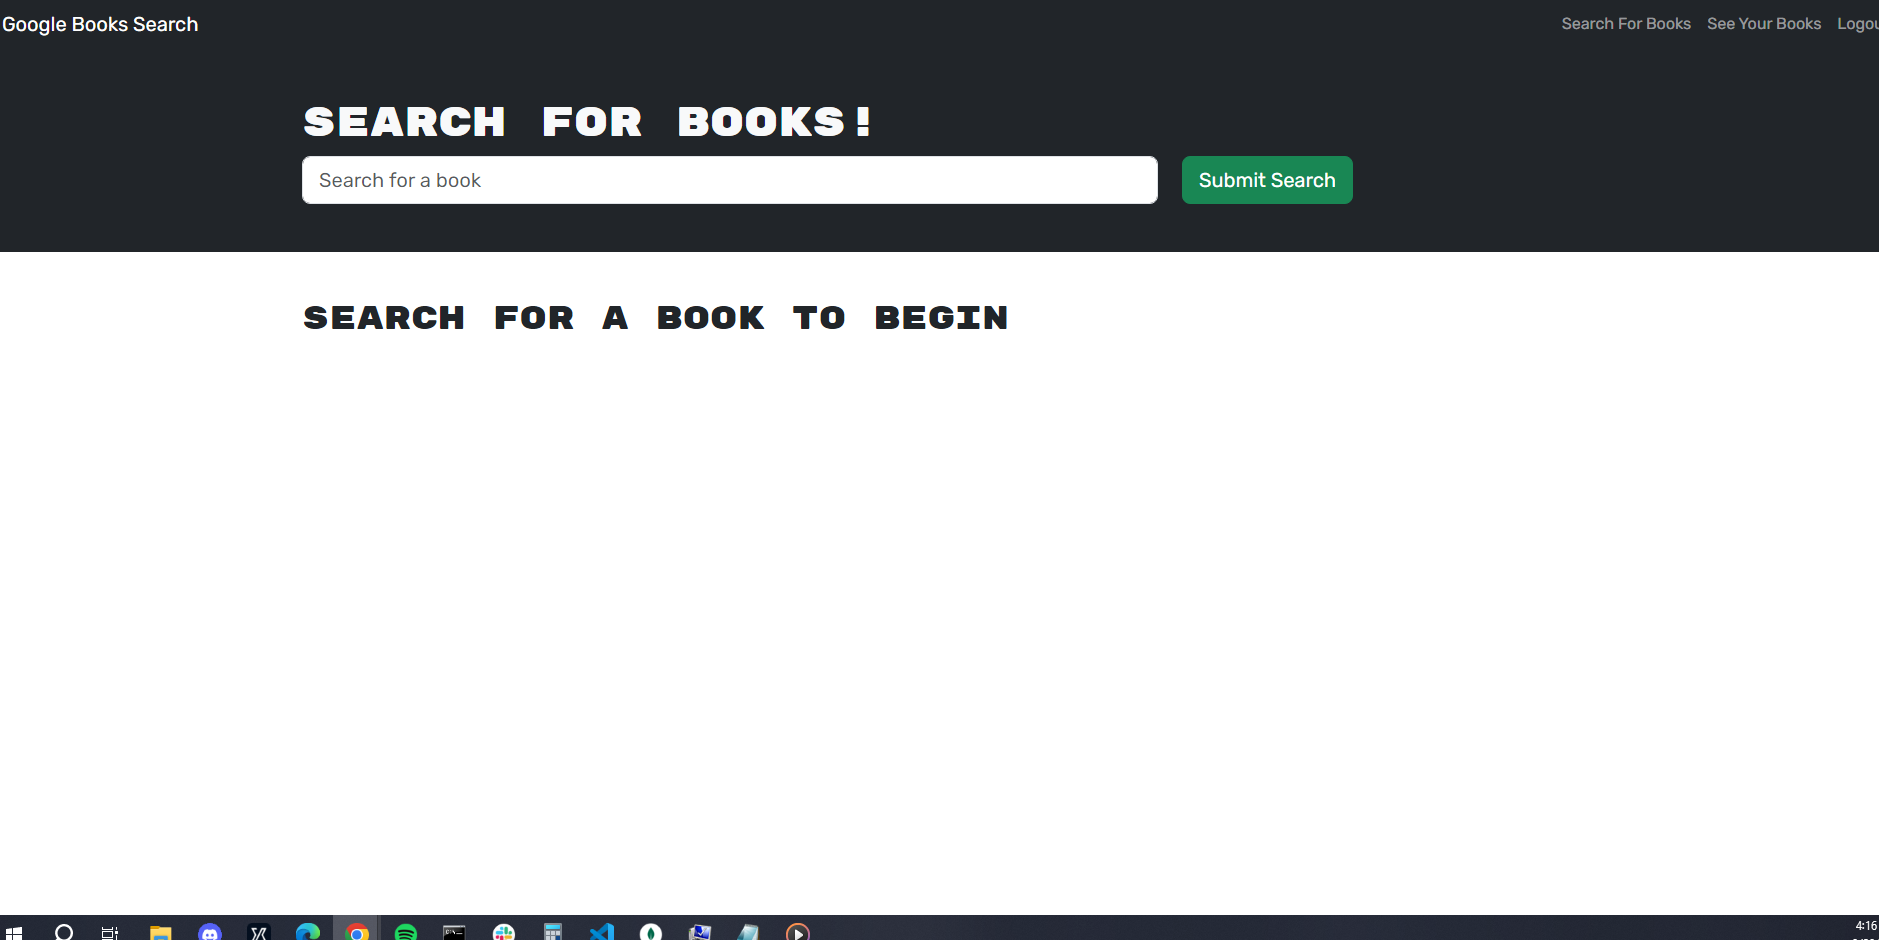 Google Books Search
Search For Books See Your Books
SEARCH FOR BOOKS!
Search for a book
Submit Search
SEARCH FOR A BOOK TO BEGIN
4:16